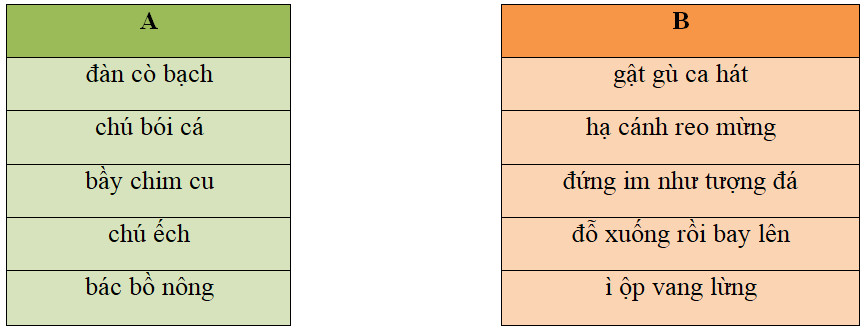 A B
đàn cò bạch gật gù ca hát
chú bói cá hạ cánh reo mừng
bầy chim cu đứng im như tượng đá
chú ếch đỗ xuống rồi bay lên
bác bồ nông ì ộp vang lừng